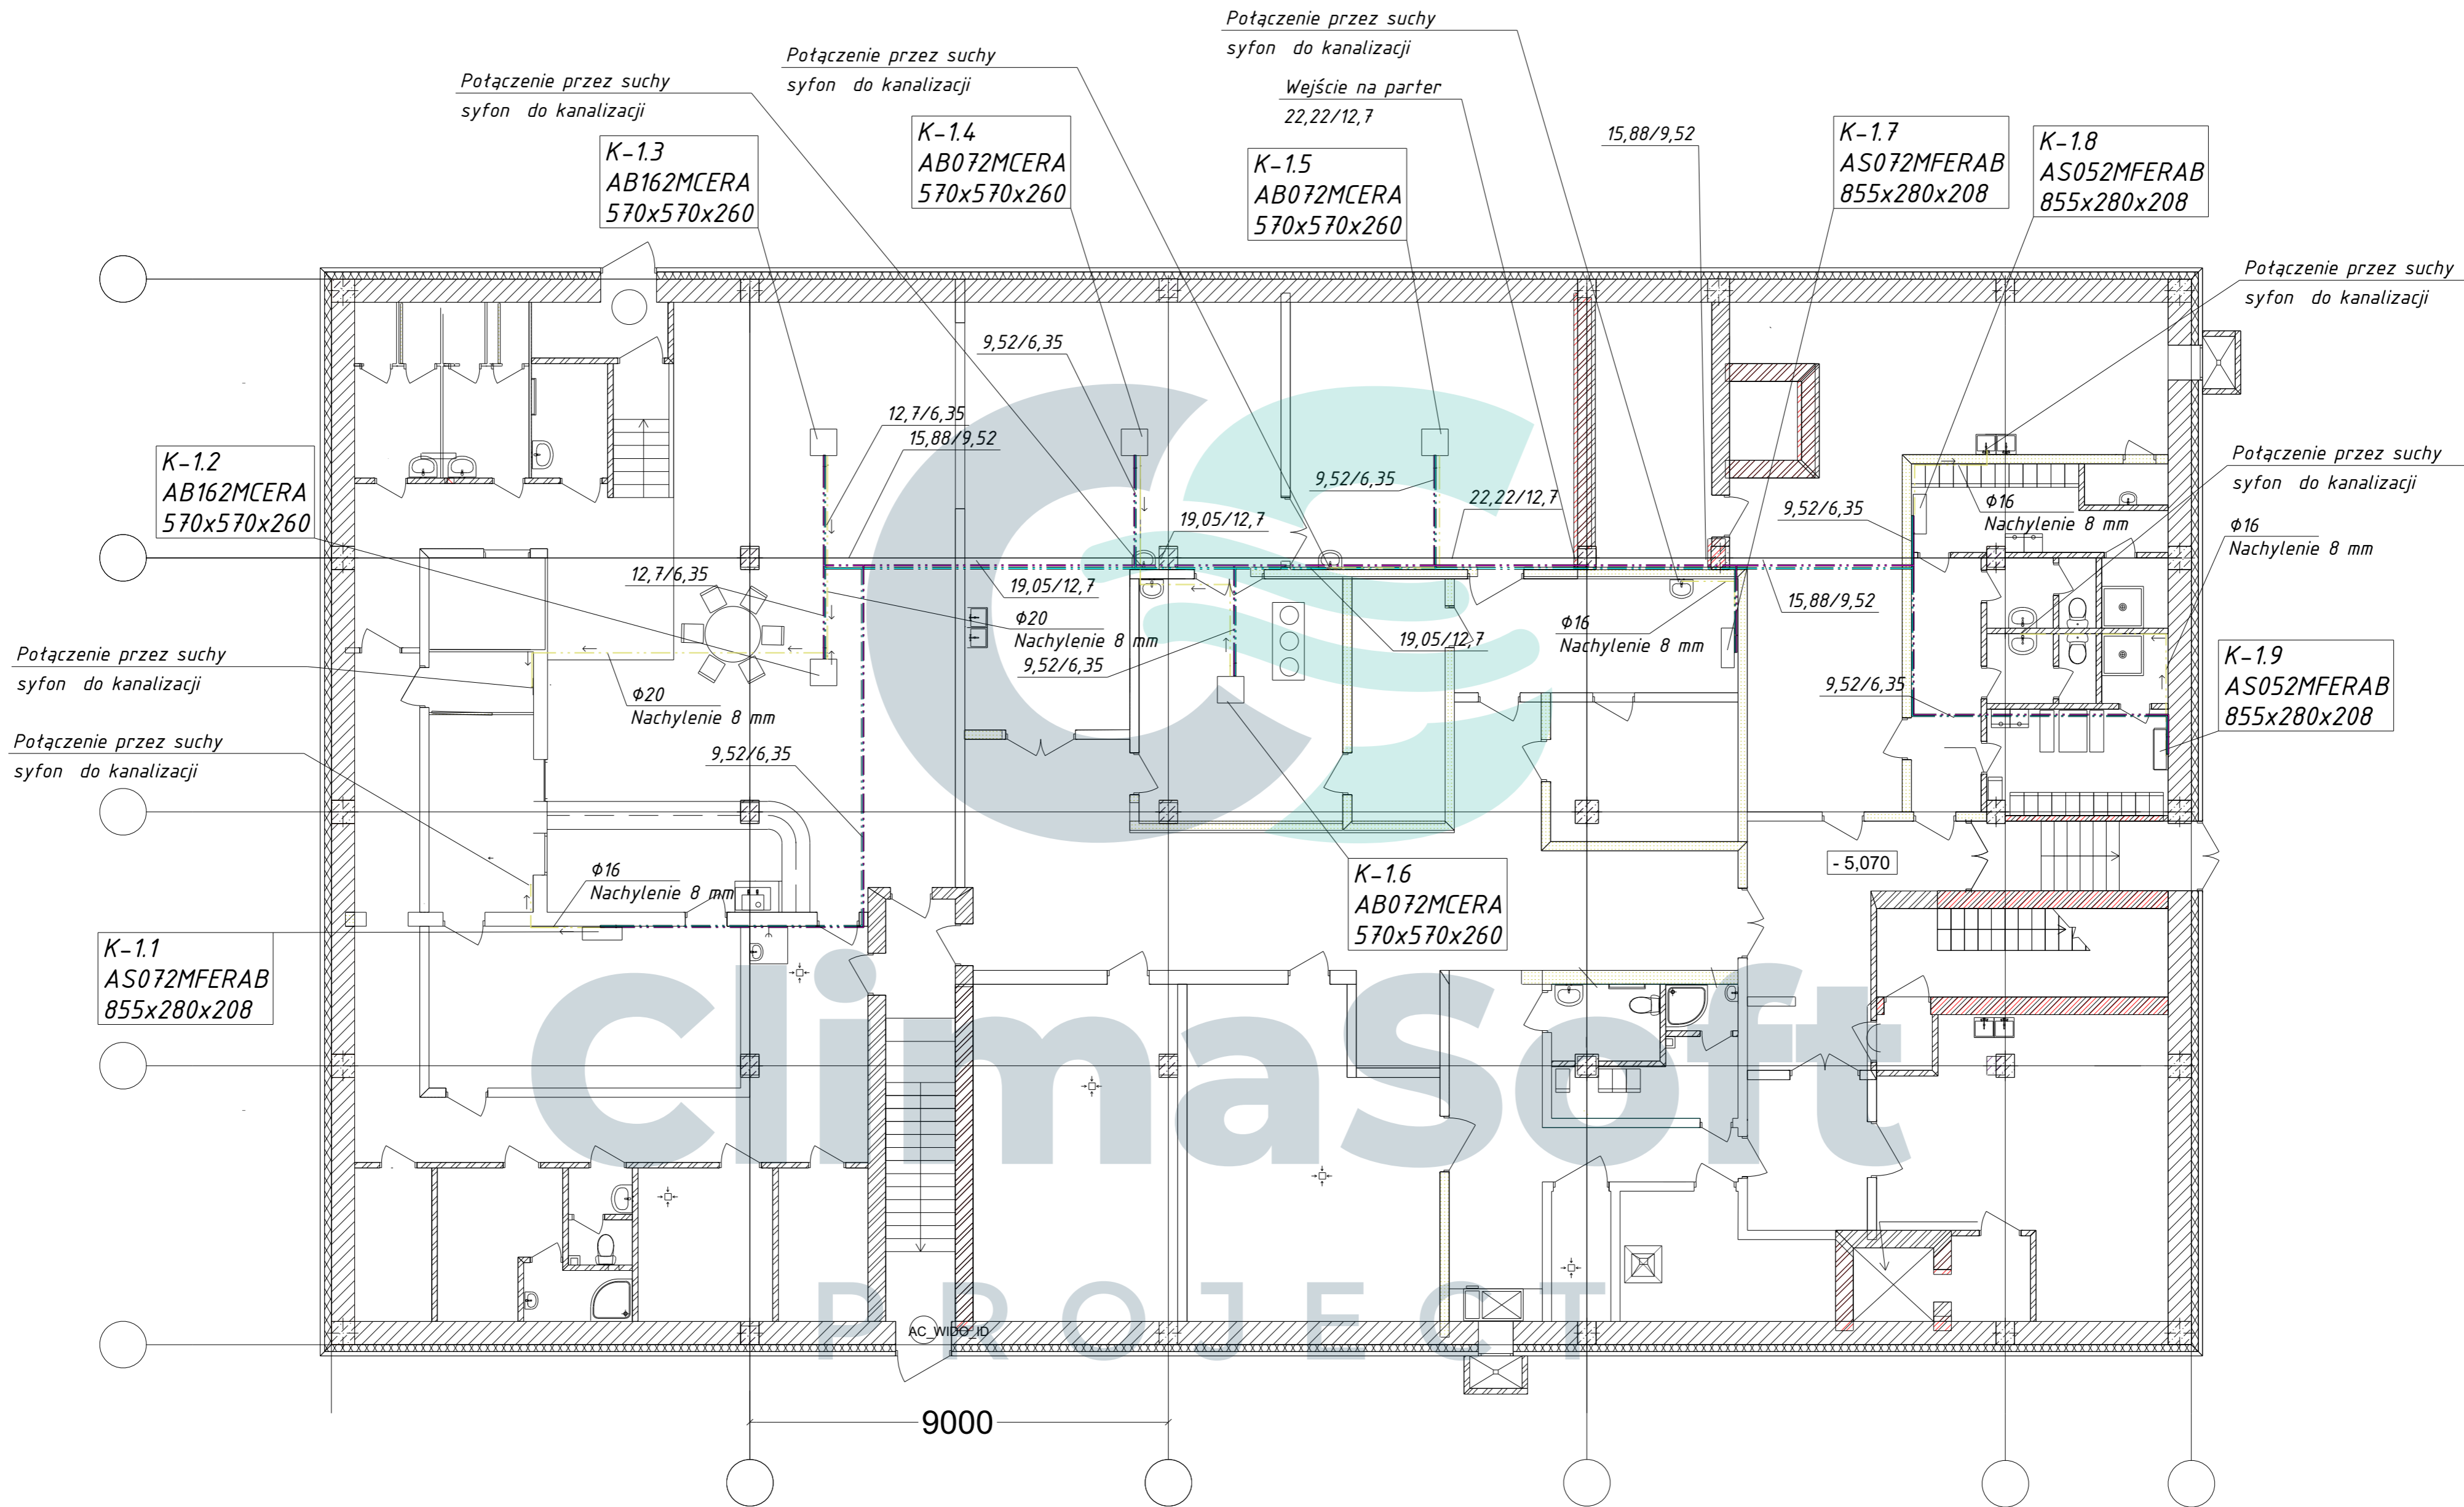 Połączenie przez suchy
syfon do kanalizacji
Połączenie przez suchy
syfon do kanalizacji
Połączenie przez suchy
syfon do kanalizacji
Wejście na parter
22,22/12,7
15,88/9,52
K-1.3
AB162MCERA
570x570x260
K-1.4
AB072MCERA
570x570x260
K-1.5
AB072MCERA
570x570x260
K-1.7
AS072MFERAB
855x280x208
K-1.8
AS052MFERAB
855x280x208
Połączenie przez suchy
syfon do kanalizacji
9,52/6,35
12,7/6,35
15,88/9,52
K-1.2
AB162MCERA
570x570x260
9,52/6,35
22,22/12,7
19,05/12,7
9,52/6,35
Φ16
Nachylenie 8 mm
Połączenie przez suchy
syfon do kanalizacji
Φ16
Nachylenie 8 mm
12,7/6,35
19,05/12,7
Φ20
Nachylenie 8 mm
9,52/6,35
19,05/12,7
Φ16
Nachylenie 8 mm
15,88/9,52
Połączenie przez suchy
syfon do kanalizacji
Φ20
Nachylenie 8 mm
9,52/6,35
K-1.9
AS052MFERAB
855x280x208
Połączenie przez suchy
syfon do kanalizacji
9,52/6,35
Φ16
Nachylenie 8 mm
K-1.6
AB072MCERA
570x570x260
- 5,070
K-1.1
AS072MFERAB
855x280x208
ClimaSoft
PROJECT
AC_WIDO_ID
9000